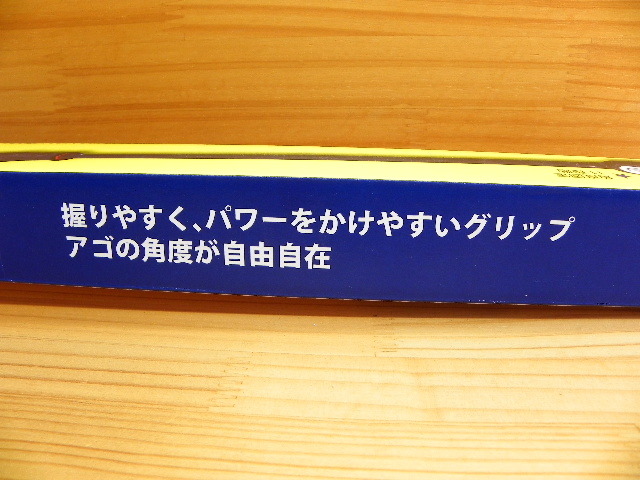 握りやすく、パワーをかけやすいグリップ
アゴの角度が自由自在